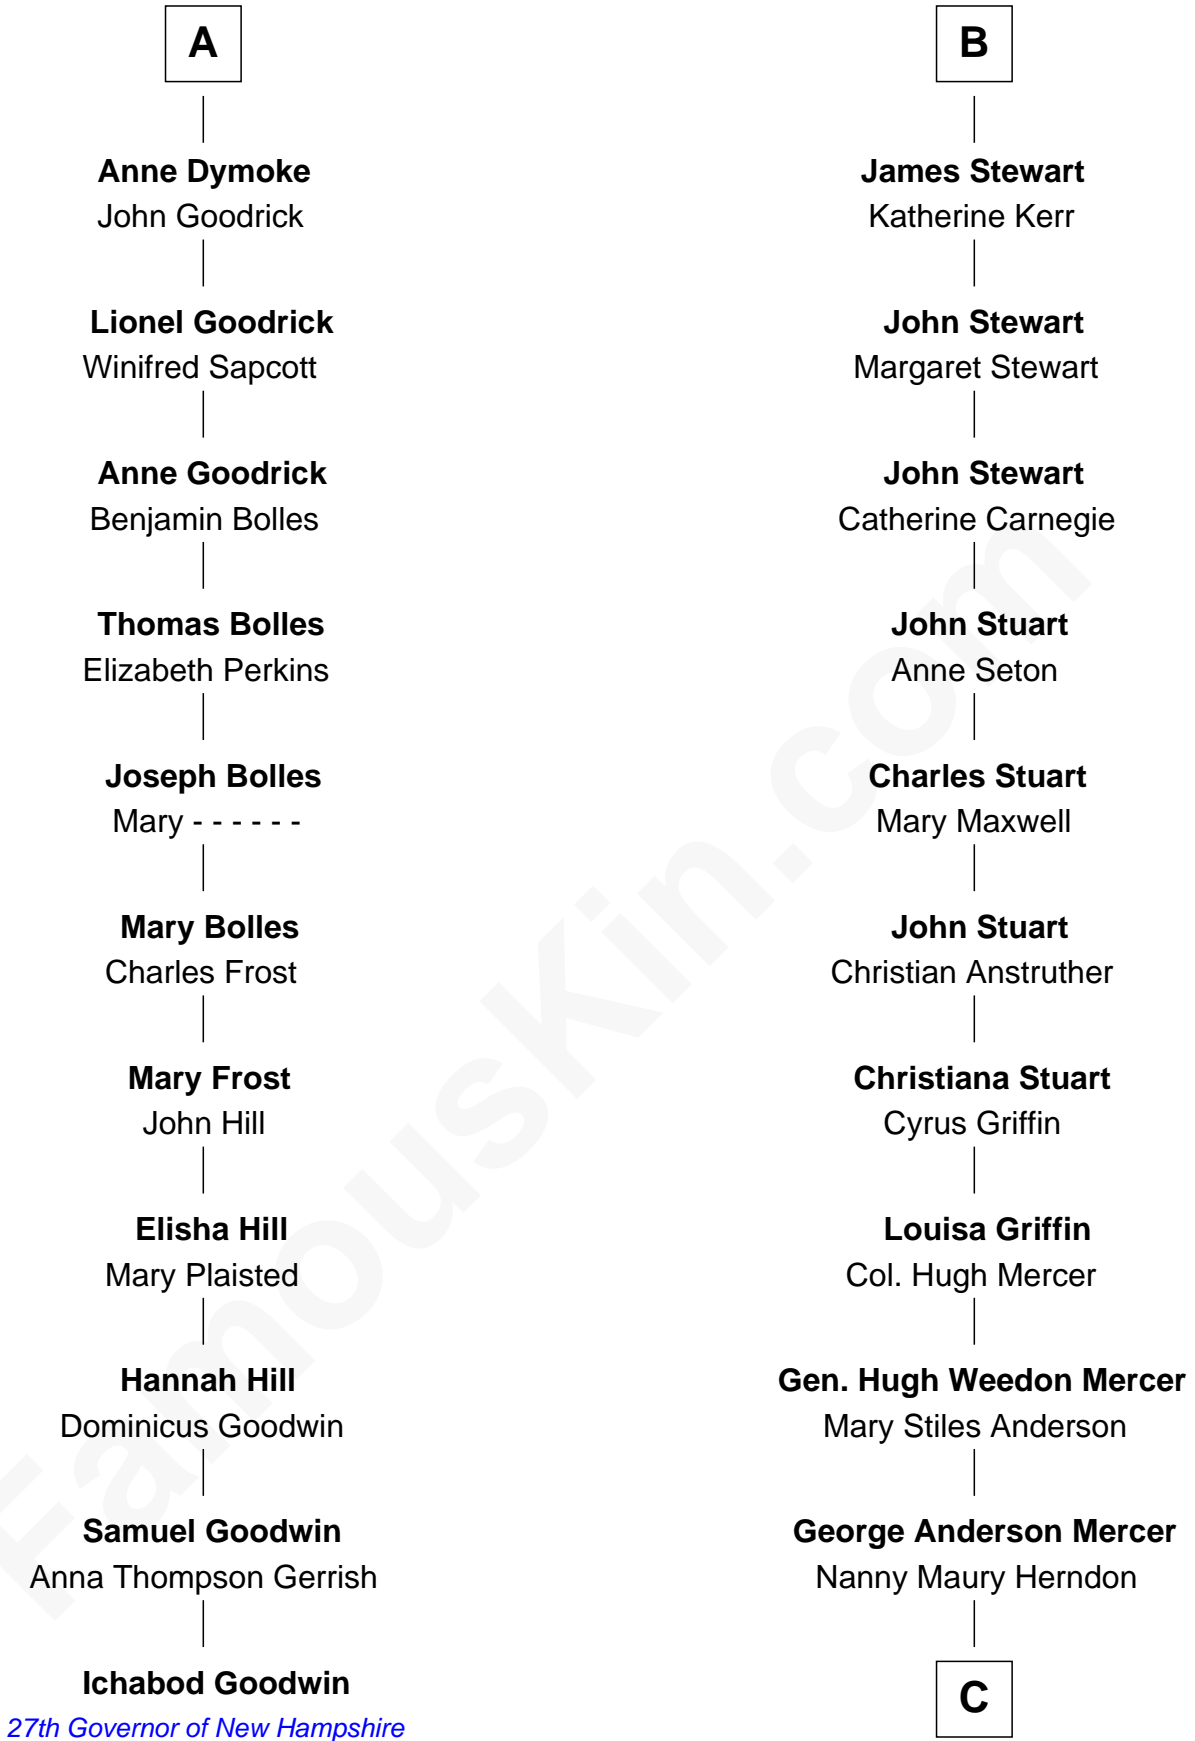 A
Anne Dymoke
John Goodrick
Lionel Goodrick
Winifred Sapcott
Anne Goodrick
Benjamin Bolles
Thomas Bolles
Elizabeth Perkins
Joseph Bolles
Mary - - - - - -
Mary Bolles
Charles Frost
Mary Frost
John Hill
Elisha Hill
Mary Plaisted
Hannah Hill
Dominicus Goodwin
Samuel Goodwin
Anna Thompson Gerrish
Ichabod Goodwin
27th Governor of New Hampshire
B
James Stewart
Katherine Kerr
John Stewart
Margaret Stewart
John Stewart
Catherine Carnegie
John Stuart
Anne Seton
Charles Stuart
Mary Maxwell
John Stuart
Christian Anstruther
Christiana Stuart
Cyrus Griffin
Louisa Griffin
Col. Hugh Mercer
Gen. Hugh Weedon Mercer
Mary Stiles Anderson
George Anderson Mercer
Nanny Maury Herndon
C
FamousKin.com